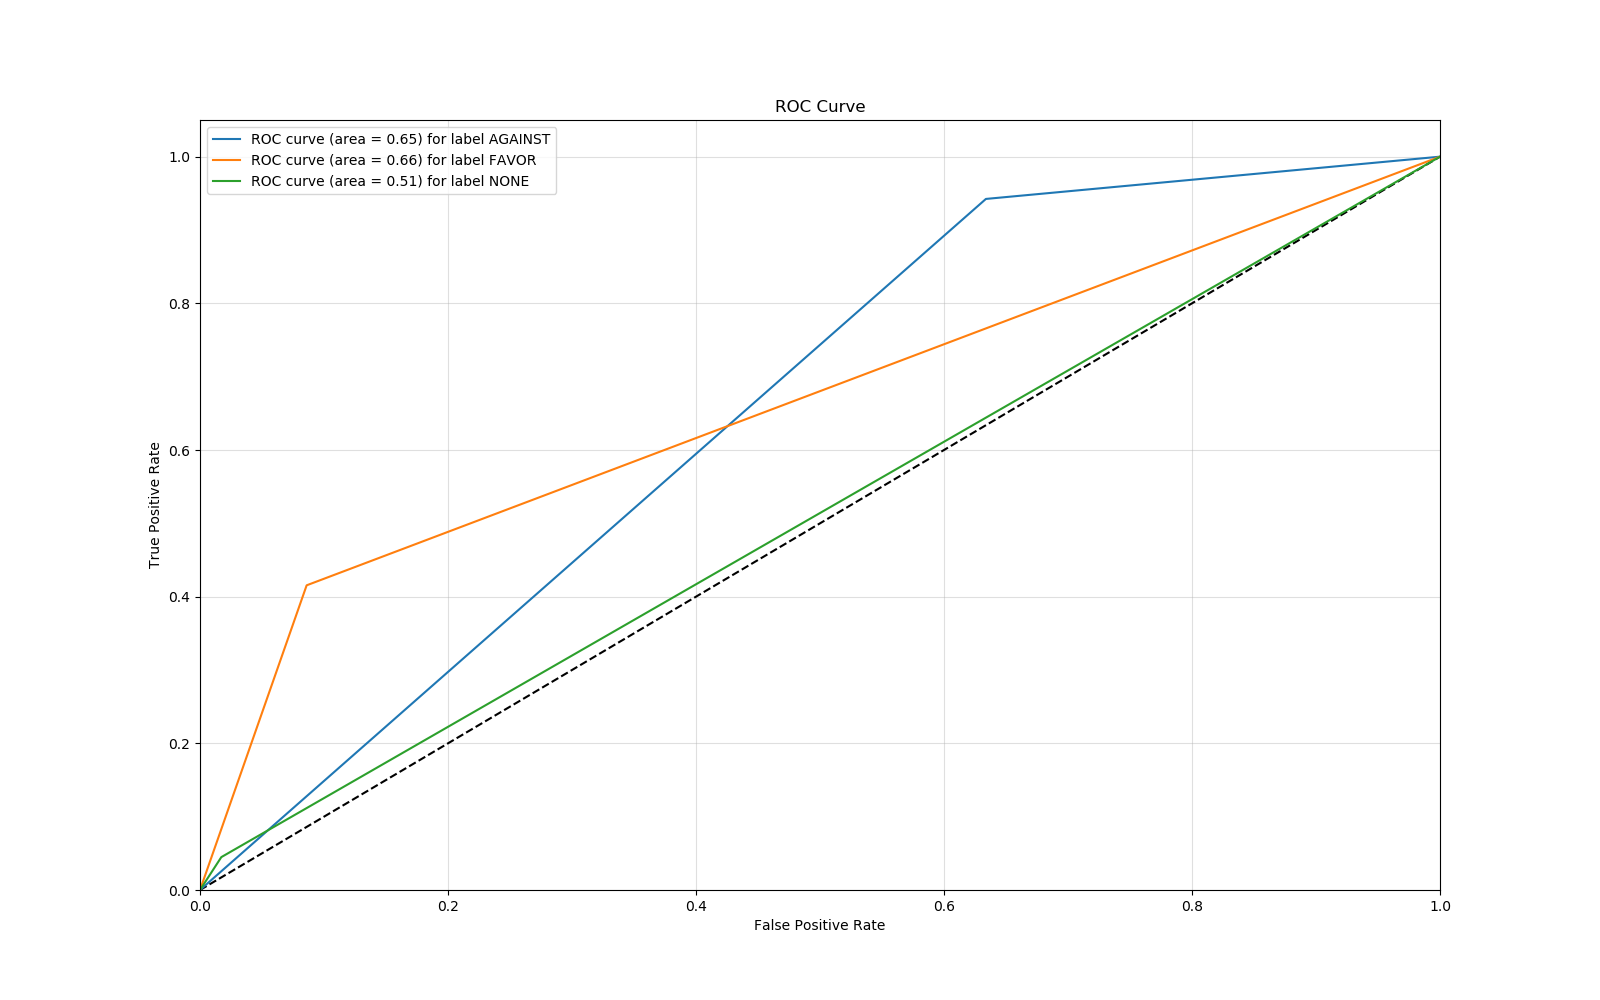 ROC Curve
ROC curve (area = 0.65) for label AGAINST
ROC curve (area = 0.66) for label FAVOR
ROC curve (area = 0.51) for label NONE
1.0
0.8
0.6
0.4
0.2
0.0
True Positive Rate
0.0 0.2 0.4 0.6 0.8 1.0
False Positive Rate